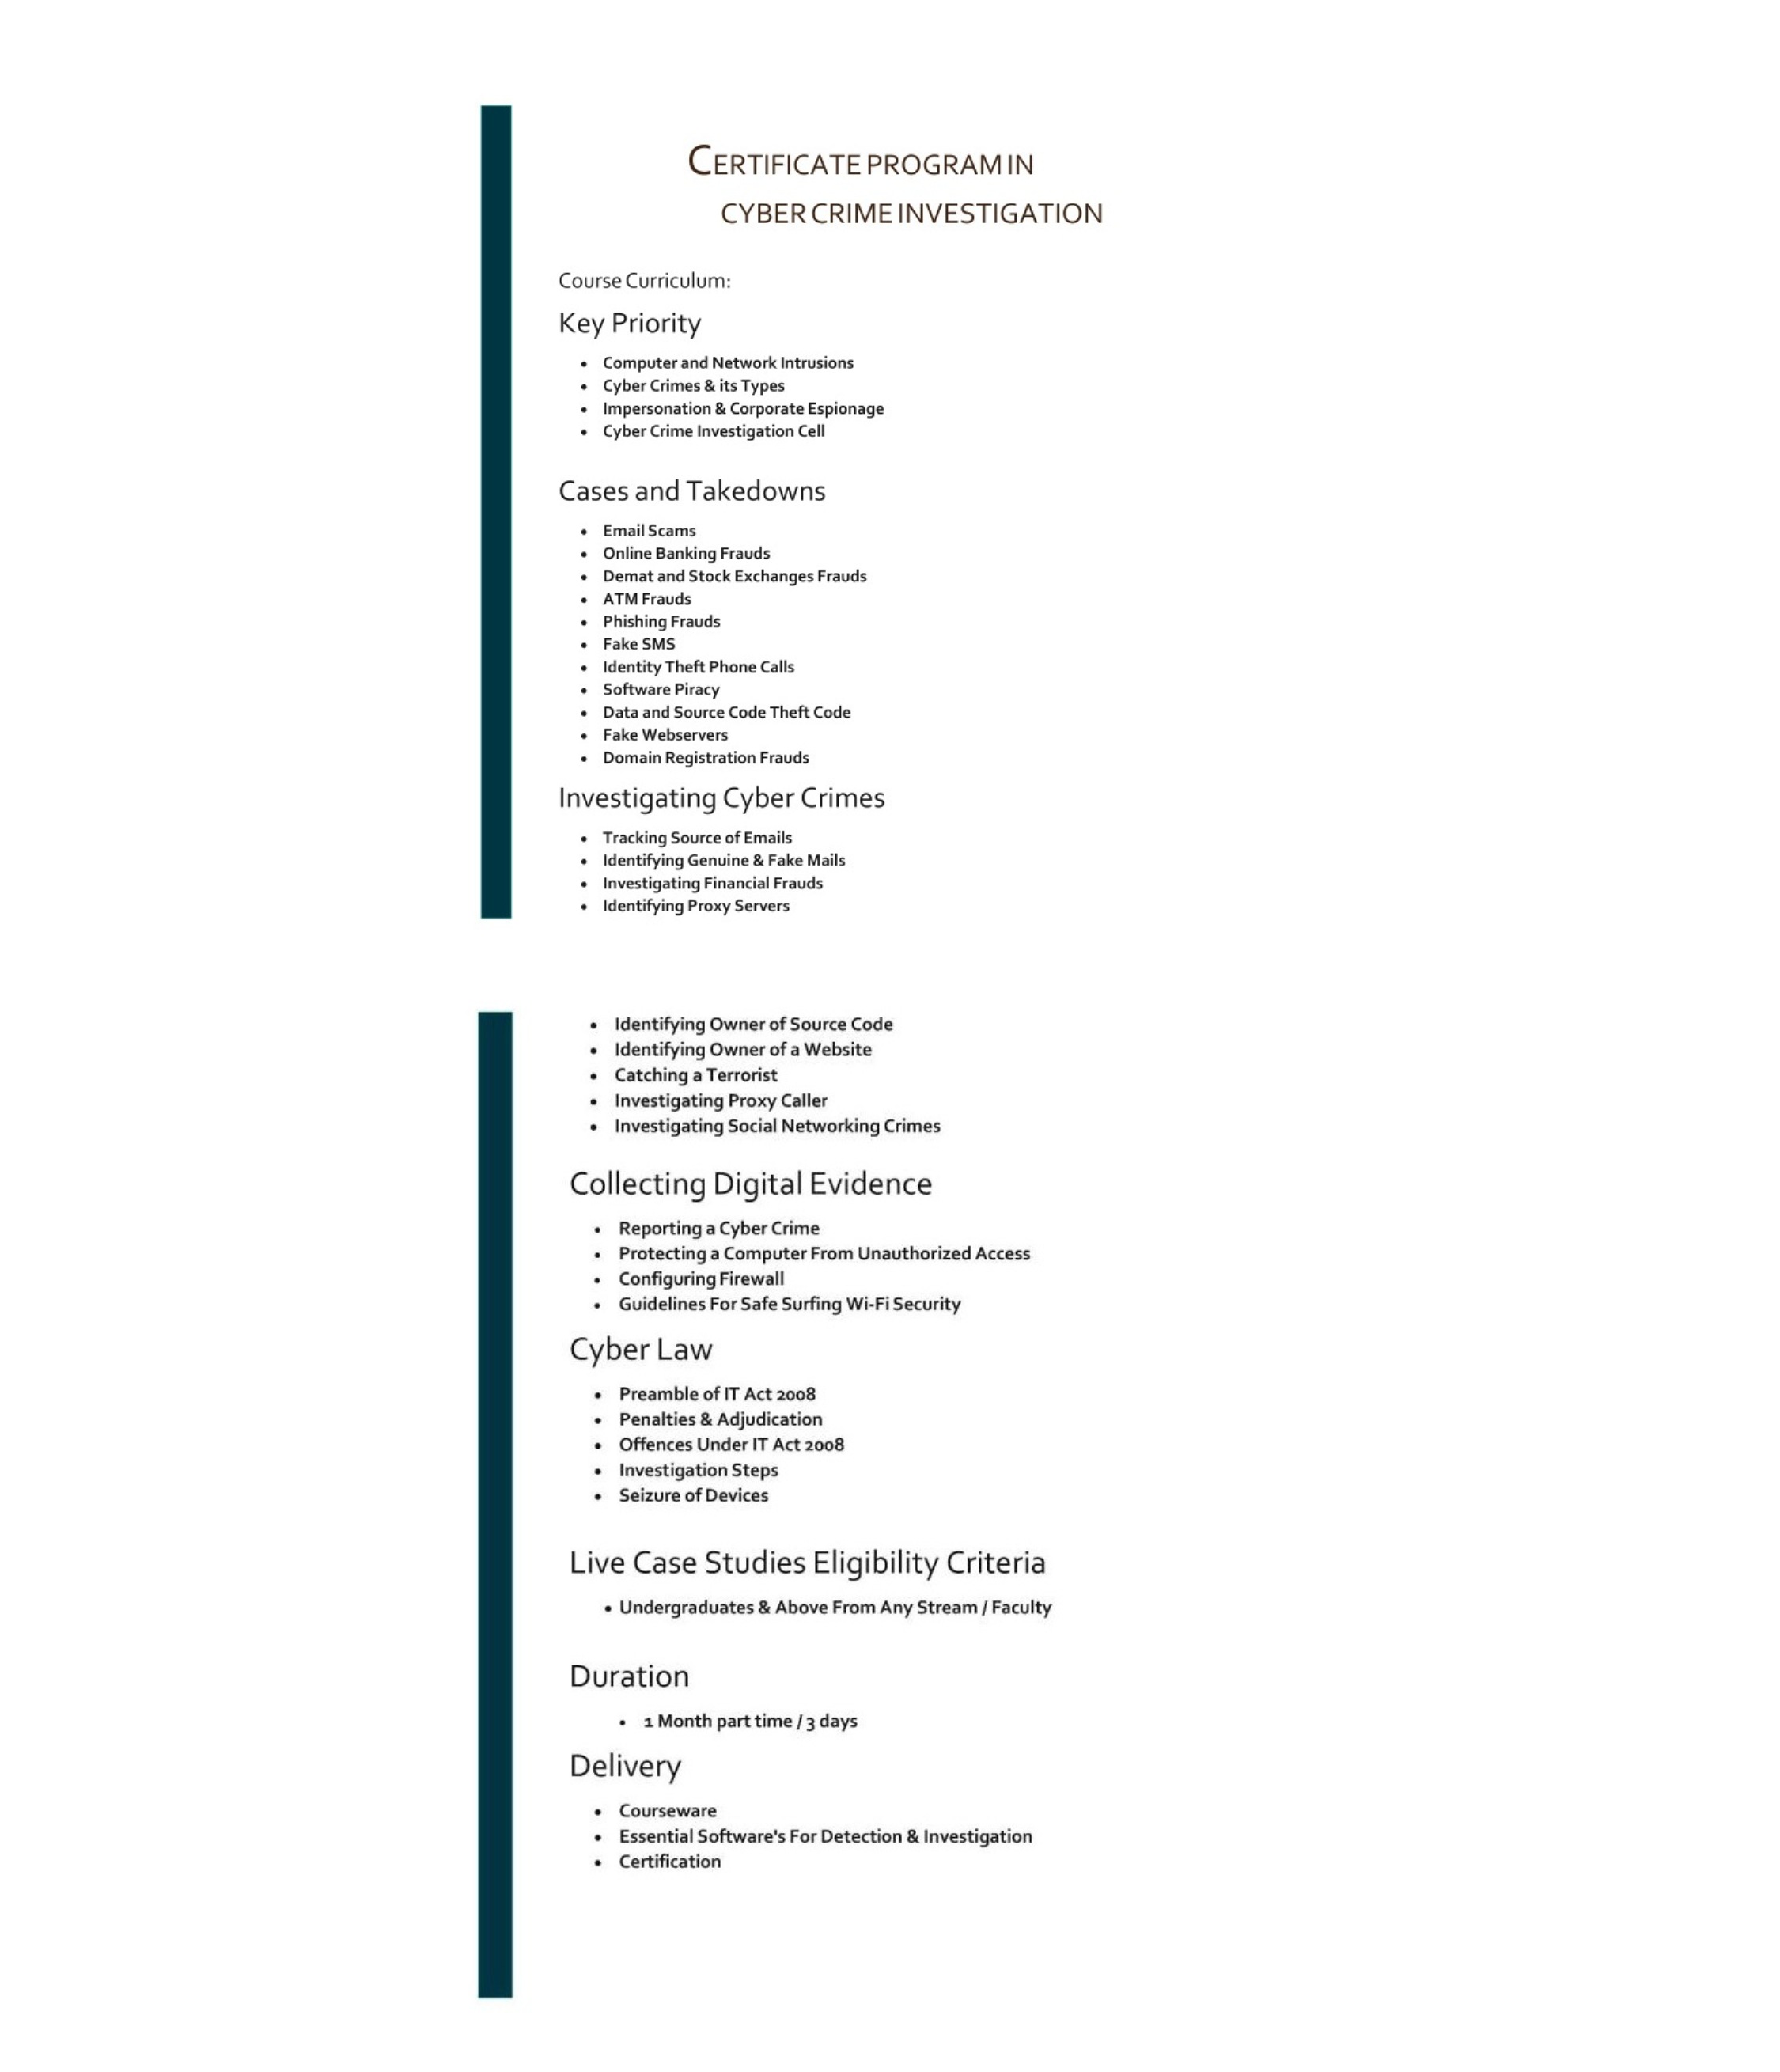 CERTIFICATE PROGRAM IN
CYBER CRIME INVESTIGATION
Course Curriculum:
Key Priority
• Computer and Network Intrusions
• Cyber Crimes & its Types
• Impersonation & Corporate Espionage
• Cyber Crime Investigation Cell
Cases and Takedowns
• Email Scams
• Online Banking Frauds
• Demat and Stock Exchanges Frauds
• ATM Frauds
• Phishing Frauds
• Fake SMS
• Identity Theft Phone Calls
• Software Piracy
• Data and Source Code Theft Code
• Fake Webservers
• Domain Registration Frauds
Investigating Cyber Crimes
• Tracking Source of Emails
• Identifying Genuine & Fake Mails
• Investigating Financial Frauds
• Identifying Proxy Servers
• Identifying Owner of Source Code
• Identifying Owner of a Website
• Catching a Terrorist
• Investigating Proxy Caller
• Investigating Social Networking Crimes
Collecting Digital Evidence
• Reporting a Cyber Crime
• Protecting a Computer From Unauthorized Access
• Configuring Firewall
• Guidelines For Safe Surfing Wi-Fi Security
Cyber Law
• Preamble of IT Act 2008
• Penalties & Adjudication
• Offences Under IT Act 2008
• Investigation Steps
• Seizure of Devices
Live Case Studies Eligibility Criteria
• Undergraduates & Above From Any Stream / Faculty
Duration
• 1 Month part time / 3 days
Delivery
• Courseware
• Essential Software's For Detection & Investigation
• Certification